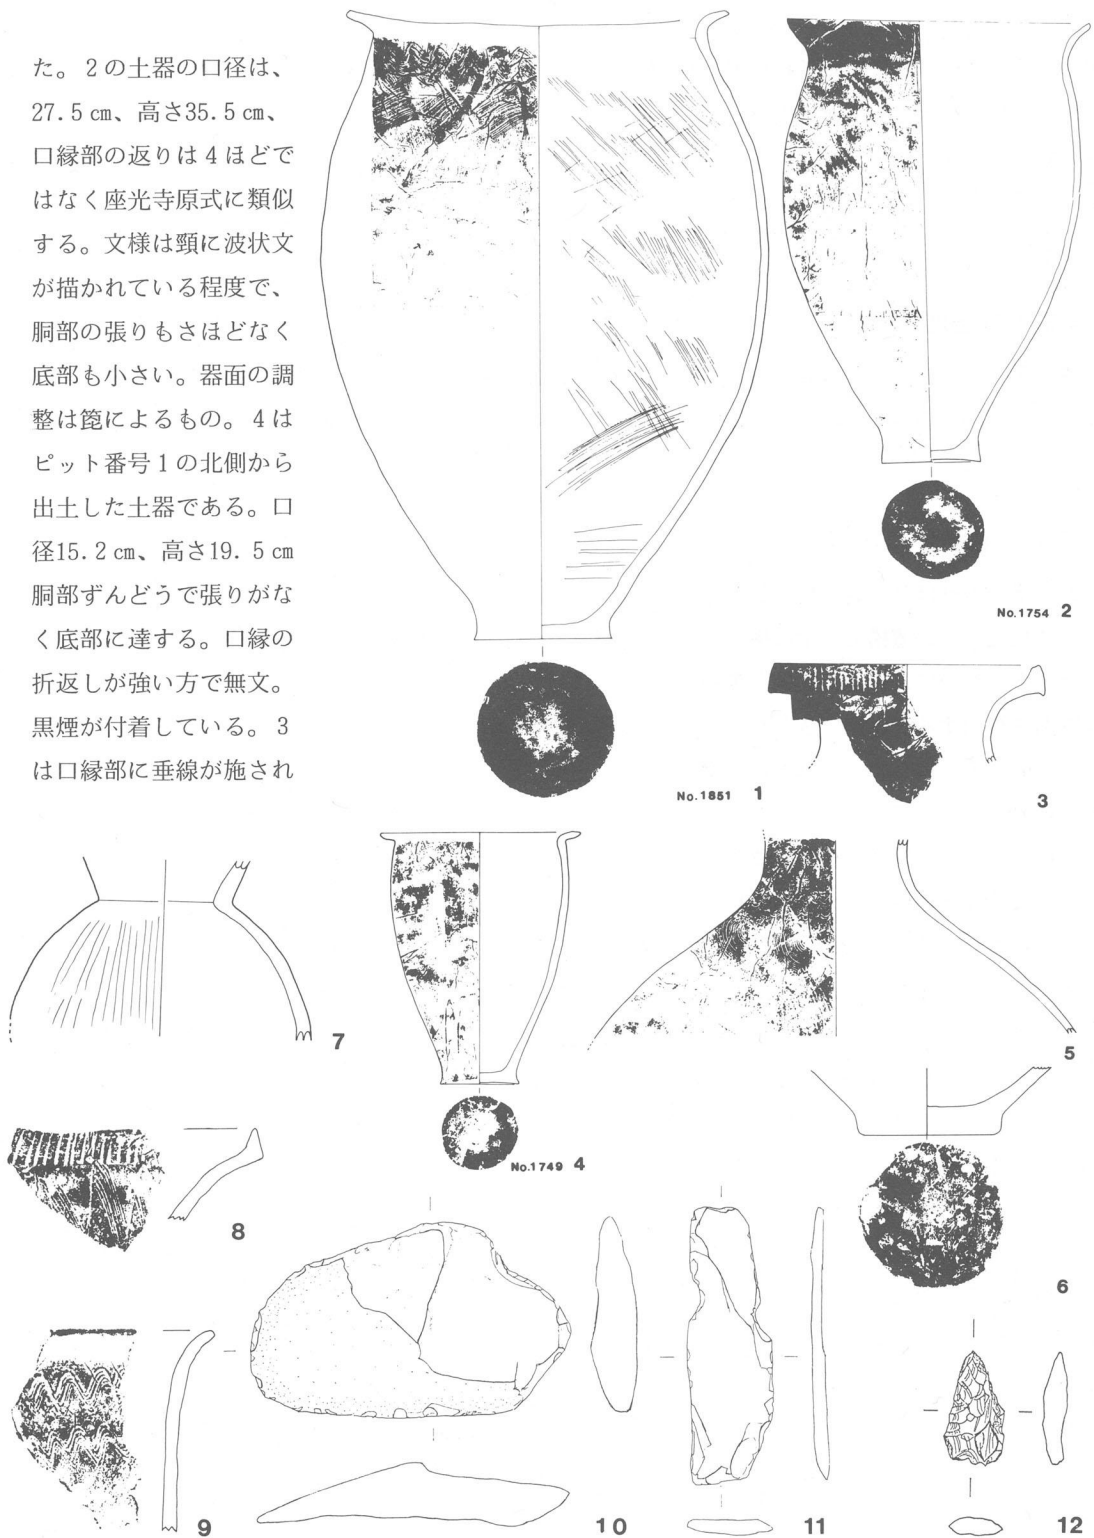 た。2の土器の口径は、
27.5㎝、高さ35.5㎝、
口縁部の返りは4ほどで
はなく座光寺原式に類似
する。文様は頸に波状文
が描かれている程度で、
胴部の張りもさほどなく
底部も小さい。器面の調
整は箆によるもの。4は
ピット番号1の北側から
出土した土器である。口
径15.2㎝、高さ19.5㎝
胴部ずんどうで張りがな
く底部に達する。口縁の
折返しが強い方で無文。
黒煙が付着している。3
は口縁部に垂線が施され
No.1754 2
No.1851 1
3
7
No.1749 4
5
8
6
9
10
11
12